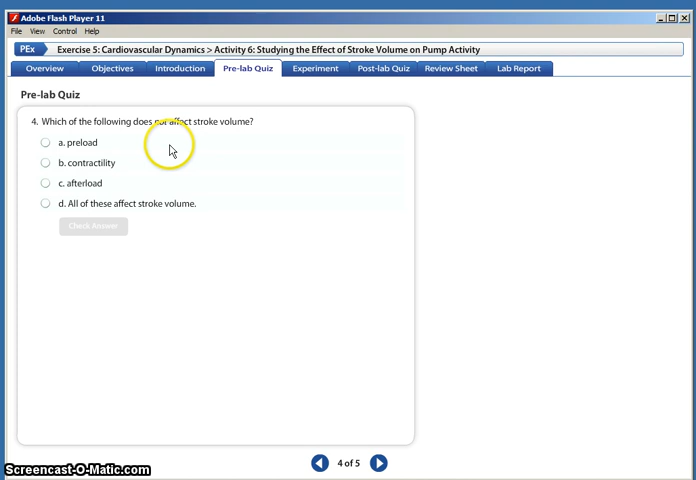 Adobe Flash Player 11
File View Control Help
PEx Exercise 5: Cardiovascular Dynamics > Activity 6: Studying the Effect of Stroke Volume on Pump Activity
Overview Objectives Introduction Pre-lab Quiz Experiment Post-lab Quiz Review Sheet Lab Report
Pre-lab Quiz
4. Which of the following does not affect stroke volume?
a. preload
b. contractility
c. afterload
d. All of these affect stroke volume.
Check Answer
4 of 5
Screencast-O-Matic.com